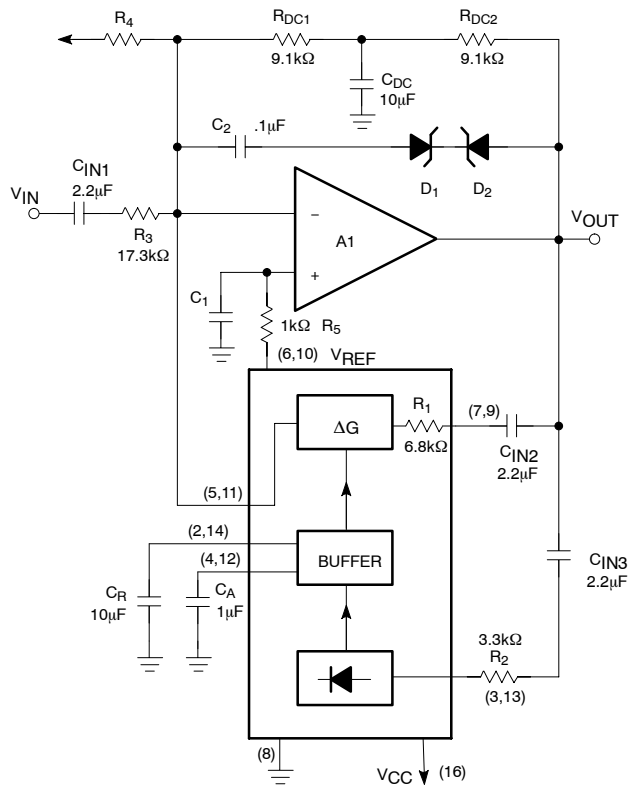 R4
RDC1
RDC2
9.1kΩ
9.1kΩ
CDC
10μF
C2
.1μF
CIN1
2.2μF
VIN
D1
D2
R3
17.3kΩ
−
A1
+
VOUT
C1
1kΩ R5
(6,10)
VREF
ΔG
R1
6.8kΩ
(7,9)
CIN2
2.2μF
(5,11)
(2,14)
(4,12)
BUFFER
CR
10μF
CA
1μF
CIN3
2.2μF
3.3kΩ
R2
(3,13)
(8)
VCC
(16)